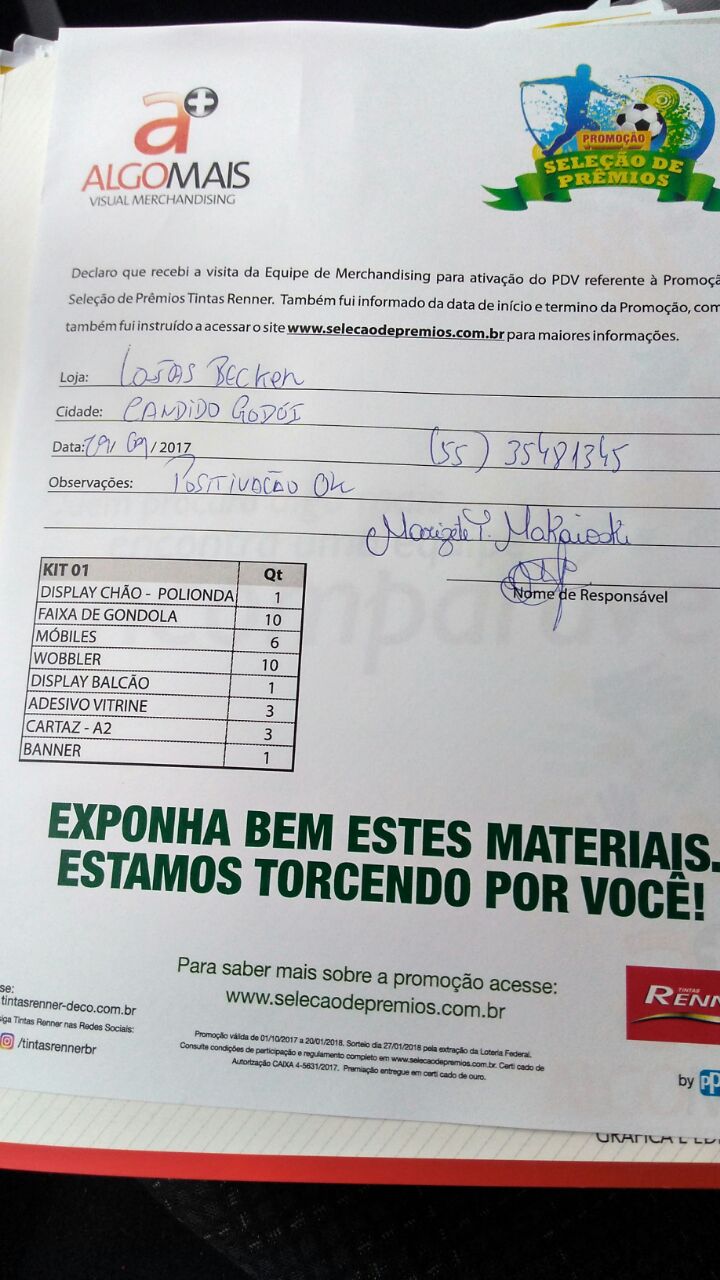 a+
ALGOMAIS
VISUAL MERCHANDISING
PROMOÇÃO
SELEÇÃO DE
PRÊMIOS
Declaro que recebi a visita da Equipe de Merchandising para ativação do PDV referente à Promoçã
Seleção de Prêmios Tintas Renner. Também fui informado da data de início e termino da Promoção, com
também fui instruído a acessar o site www.selecaodepremios.com.br para maiores informações.
Loja: Lojas Becker
Cidade: CANDIDO GODÓI
Data: 19/09/2017 (55) 35481345
Observações: POSITIVAÇÃO OK
Marizete T.
Nome de Responsável
KIT 01 Qt
DISPLAY CHÃO - POLIONDA 1
FAIXA DE GONDOLA 10
MÓBILES 6
WOBBLER 10
DISPLAY BALCÃO 1
ADESIVO VITRINE 3
CARTAZ - A2 3
BANNER 1
EXPONHA BEM ESTES MATERIAIS.
ESTAMOS TORCENDO POR VOCÊ!
Para saber mais sobre a promoção acesse:
www.selecaodepremios.com.br
se:
tintasrenner-deco.com.br
iga Tintas Renner nas Redes Sociais:
/tintasrennerbr
Promoção válida de 01/10/2017 a 20/01/2018. Sorteio dia 27/01/2018 pela extração da Loteria Federal.
Consulte condições de participação e regulamento completo em www.selecaodepremios.com.br. Certi cado de
Autorização CAIXA 4-5631/2017. Premiação entregue em certi cado de ouro.
TINTAS
RENN
by pp
GRÁFICA E ED